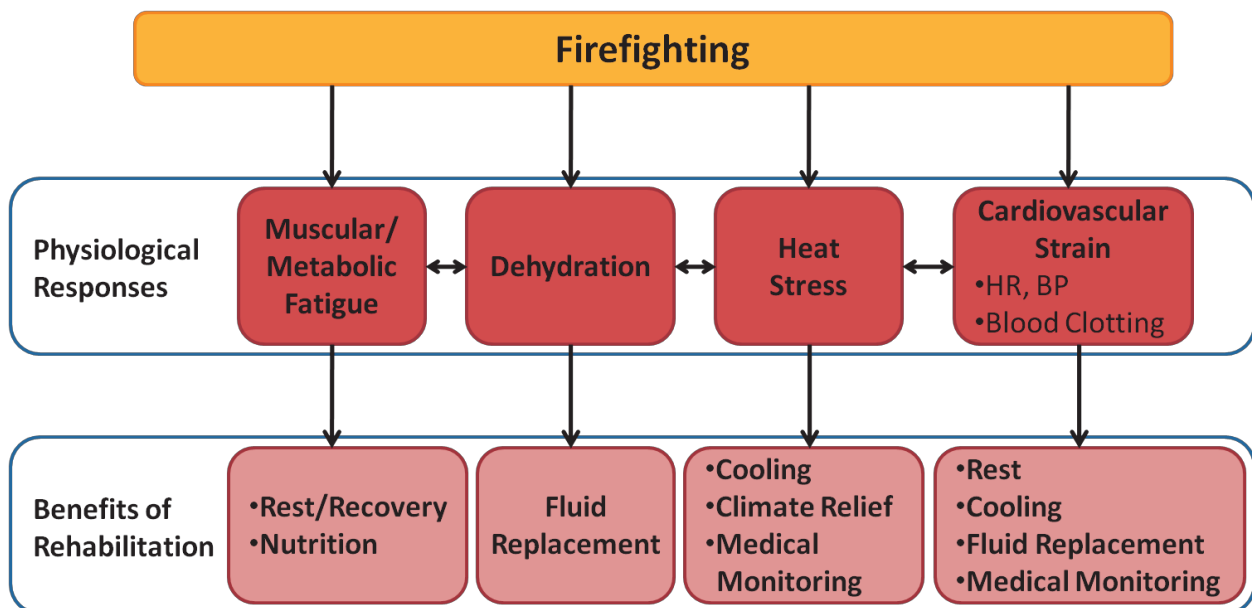 Firefighting
Physiological
Responses
Muscular/
Metabolic
Fatigue
Dehydration
Heat
Stress
Cardiovascular
Strain
•HR, BP
•Blood Clotting
Benefits of
Rehabilitation
•Rest/Recovery
•Nutrition
Fluid
Replacement
•Cooling
•Climate Relief
•Medical
Monitoring
•Rest
•Cooling
•Fluid Replacement
•Medical Monitoring